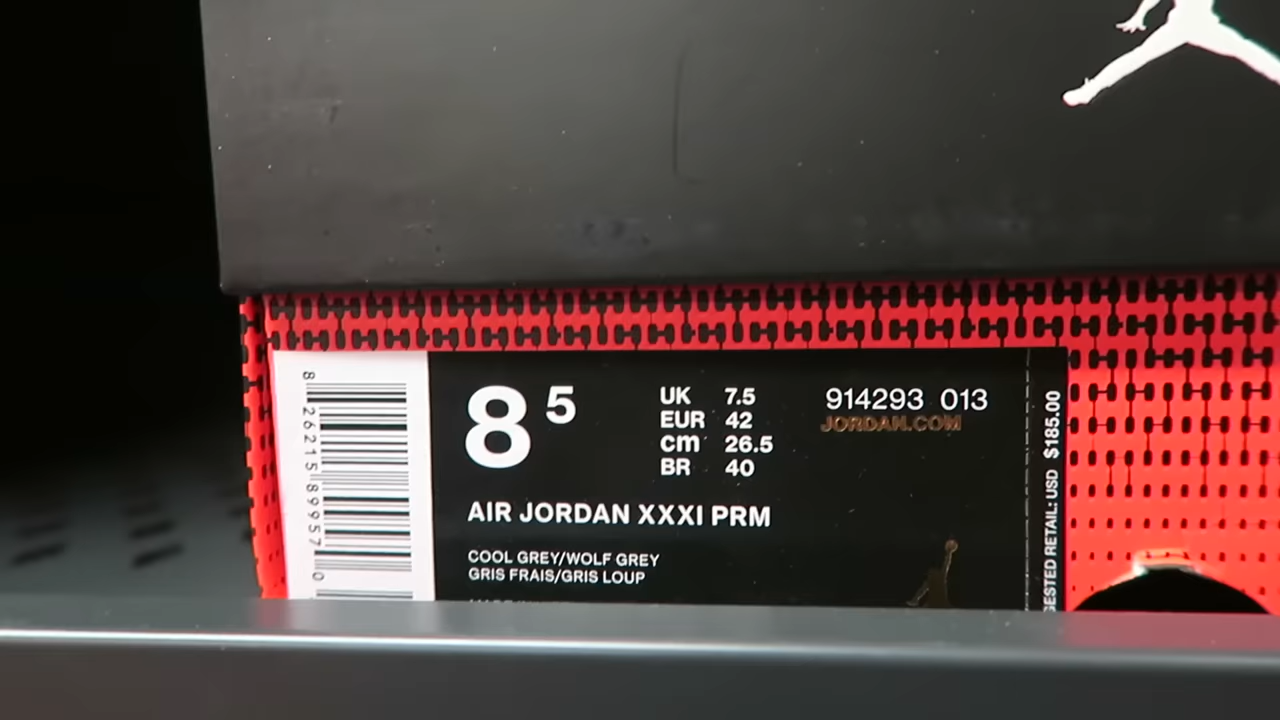 8 26215 89957 0
8 5
UK 7.5
EUR 42
cm 26.5
BR 40
914293 013
JORDAN.COM
AIR JORDAN XXXI PRM
COOL GREY/WOLF GREY
GRIS FRAIS/GRIS LOUP
RETAIL: USD $185.00